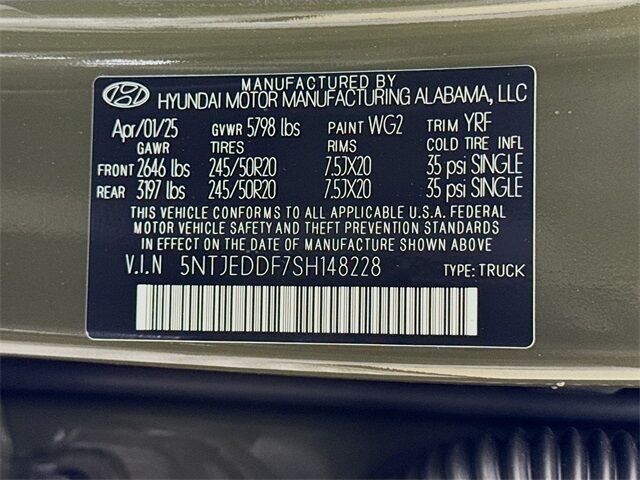 MANUFACTURED BY
HYUNDAI MOTOR MANUFACTURING ALABAMA, LLC
Apr/01/25 GVWR 5798 lbs PAINT WG2 TRIM YRF
GAWR TIRES RIMS COLD TIRE INFL
FRONT 2646 lbs 245/50R20 7.5JX20 35 psi SINGLE
REAR 3197 lbs 245/50R20 7.5JX20 35 psi SINGLE
THIS VEHICLE CONFORMS TO ALL APPLICABLE U.S.A. FEDERAL
MOTOR VEHICLE SAFETY AND THEFT PREVENTION STANDARDS
IN EFFECT ON THE DATE OF MANUFACTURE SHOWN ABOVE
V.I.N 5NTJEDDF7SH148228 TYPE: TRUCK